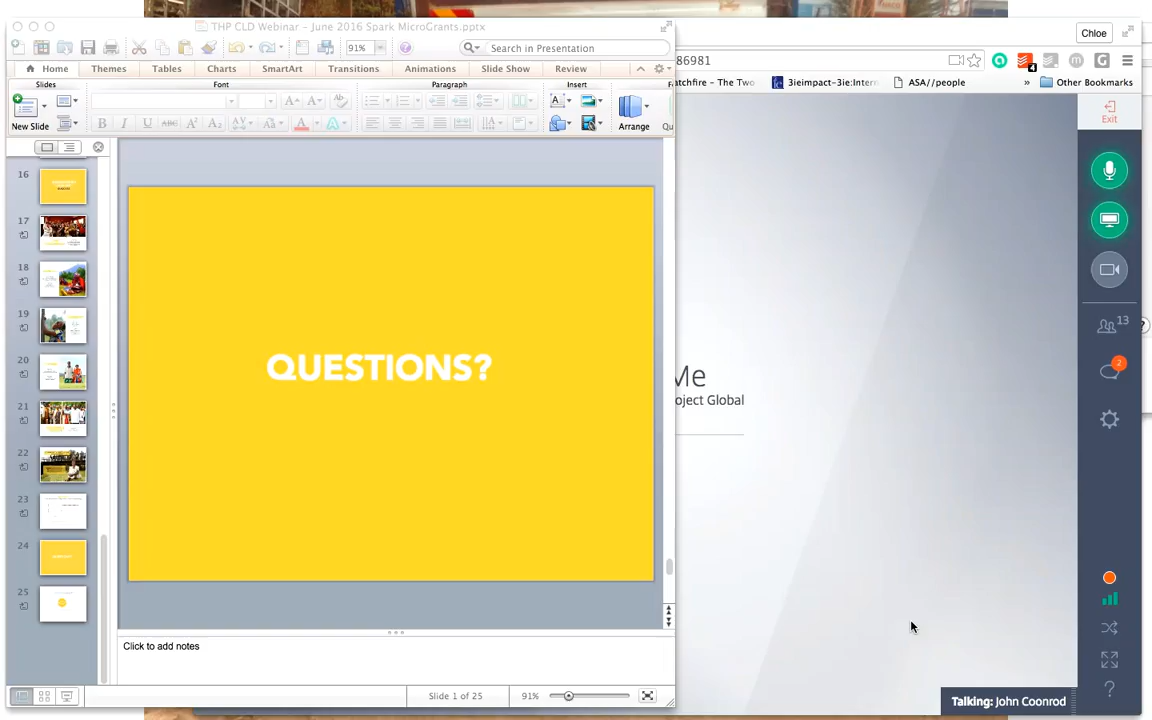 THP CLD Webinar – June 2016 Spark MicroGrants.pptx
Chloe
91%
Search in Presentation
86981
Home
Themes
Tables
Charts
SmartArt
Transitions
Animations
Slide Show
Review
atchfire – The Two
3ieimpact-3ie:Intern
ASA//people
»
Other Bookmarks
Slides
Font
Paragraph
Insert
New Slide
Arrange
Qu
Exit
16
17
18
19
20
21
22
23
24
25
QUESTIONS?
Me
oject Global
4
13
2
?
Click to add notes
Slide 1 of 25
91%
Talking: John Coonrod